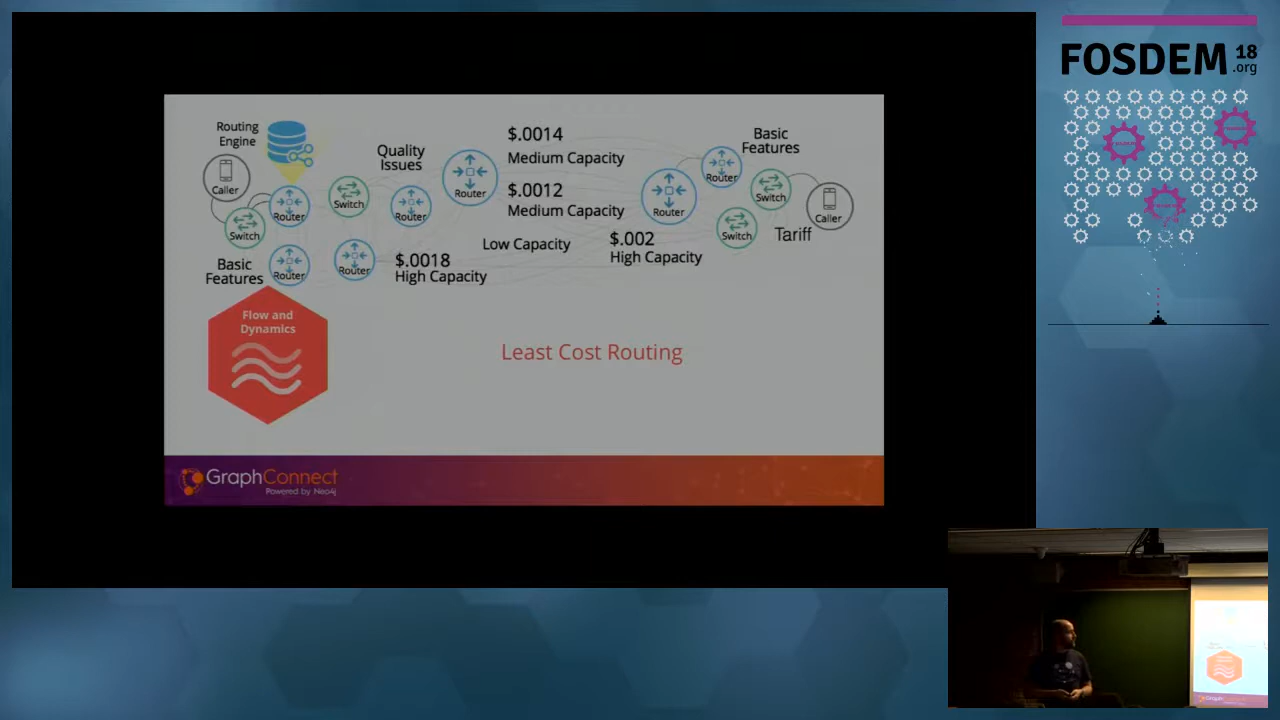 FOSDEM 18
.org
Routing
Engine
Caller
Switch
Router
Basic
Features
Router
Switch
Router
Quality
Issues
Router
Router
$.0014
Medium Capacity
$.0012
Medium Capacity
Low Capacity
$.0018
High Capacity
$.002
High Capacity
Router
Router
Basic
Features
Switch
Switch
Caller
Tariff
Flow and
Dynamics
Least Cost Routing
GraphConnect
Powered by Neo4j